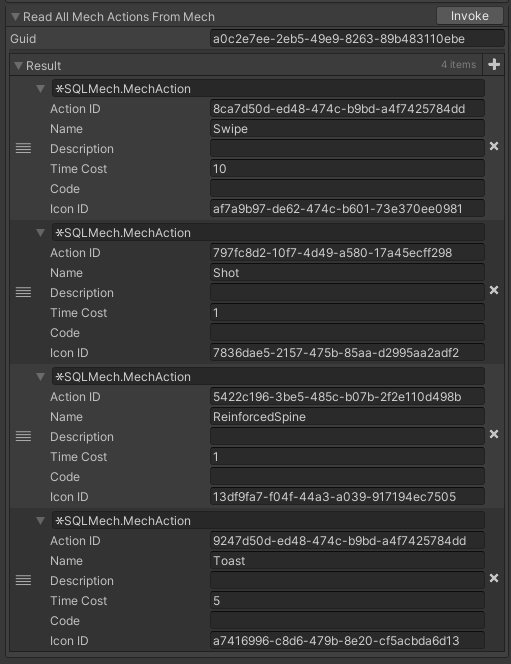 Read All Mech Actions From Mech Invoke
Guid a0c2e7ee-2eb5-49e9-8263-89b483110ebe
Result 4 items
*SQLMech.MechAction
Action ID 8ca7d50d-ed48-474c-b9bd-a4f7425784dd
Name Swipe
Description
Time Cost 10
Code
Icon ID af7a9b97-de62-474c-b601-73e370ee0981
*SQLMech.MechAction
Action ID 797fc8d2-10f7-4d49-a580-17a45ecff298
Name Shot
Description
Time Cost 1
Code
Icon ID 7836dae5-2157-475b-85aa-d2995aa2adf2
*SQLMech.MechAction
Action ID 5422c196-3be5-485c-b07b-2f2e110d498b
Name ReinforcedSpine
Description
Time Cost 1
Code
Icon ID 13df9fa7-f04f-44a3-a039-917194ec7505
*SQLMech.MechAction
Action ID 9247d50d-ed48-474c-b9bd-a4f7425784dd
Name Toast
Description
Time Cost 5
Code
Icon ID a7416996-c8d6-479b-8e20-cf5acbda6d13